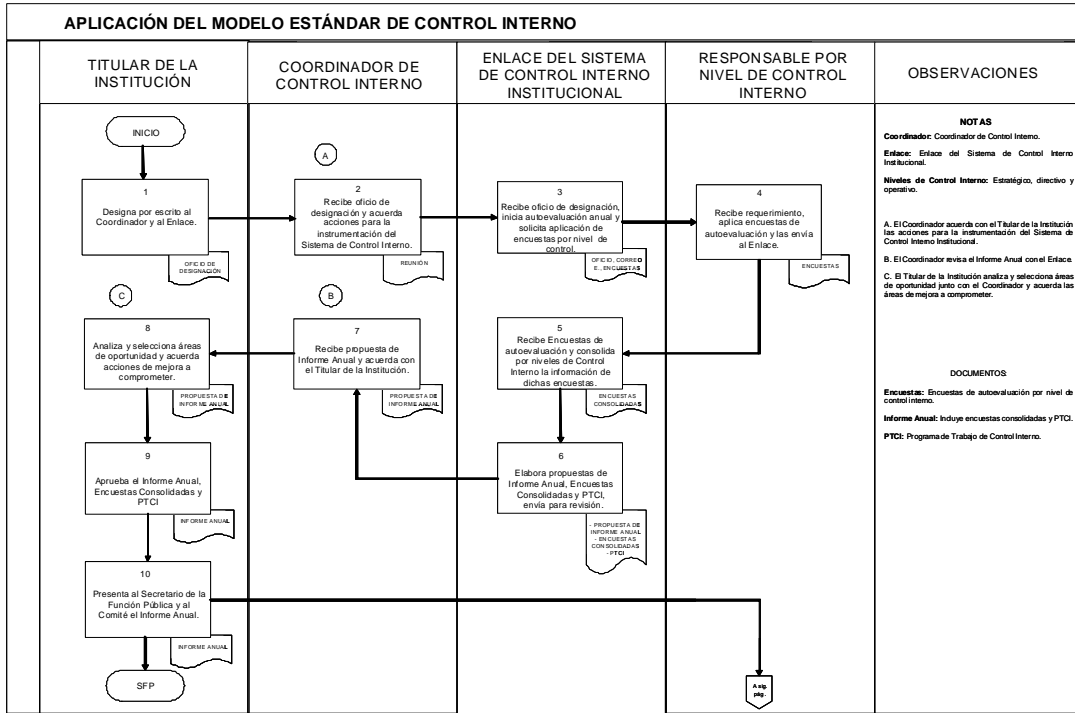 APLICACIÓN DEL MODELO ESTÁNDAR DE CONTROL INTERNO
TITULAR DE LA
INSTITUCIÓN
COORDINADOR DE
CONTROL INTERNO
ENLACE DEL SISTEMA
DE CONTROL INTERNO
INSTITUCIONAL
RESPONSABLE POR
NIVEL DE CONTROL
INTERNO
OBSERVACIONES
INICIO
1
Designa por escrito al
Coordinador y al Enlace.
OFICIO DE
DESIGNACIÓN
A
2
Recibe oficio de
designación y acuerda
acciones para la
instrumentación del
Sistema de Control Interno.
REUNIÓN
3
Recibe oficio de designación,
inicia autoevaluación anual y
solicita aplicación de
encuestas por nivel de
control.
OFICIO, CORREO
E., ENCUESTAS
4
Recibe requerimiento,
aplica encuestas de
autoevaluación y las envía
al Enlace.
ENCUESTAS
5
Recibe Encuestas de
autoevaluación y consolida
por niveles de Control
Interno la información de
dichas encuestas.
ENCUESTAS
CONSOLIDADAS
6
Elabora propuestas de
Informe Anual, Encuestas
Consolidadas y PTCI,
envía para revisión.
- PROPUESTA DE
INFORME ANUAL
- ENCUESTAS
CONSOLIDADAS
- PTCI
B
7
Recibe propuesta de
Informe Anual y acuerda con
el Titular de la Institución.
PROPUESTA DE
INFORME ANUAL
C
8
Analiza y selecciona áreas
de oportunidad y acuerda
acciones de mejora a
comprometer.
PROPUESTA DE
INFORME ANUAL
9
Aprueba el Informe Anual,
Encuestas Consolidadas y
PTCI
INFORME ANUAL
10
Presenta al Secretario de la
Función Pública y al
Comité el Informe Anual.
INFORME ANUAL
SFP
A sig.
pág.
NOTAS
Coordinador: Coordinador de Control Interno.
Enlace: Enlace del Sistema de Control Interno
Institucional.
Niveles de Control Interno: Estratégico, directivo y
operativo.
A. El Coordinador acuerda con el Titular de la Institución
las acciones para la instrumentación del Sistema de
Control Interno Institucional.
B. El Coordinador revisa el Informe Anual con el Enlace.
C. El Titular de la Institución analiza y selecciona áreas
de oportunidad junto con el Coordinador y acuerda las
áreas de mejora a comprometer.
DOCUMENTOS:
Encuestas: Encuestas de autoevaluación por nivel de
control interno.
Informe Anual: Incluye encuestas consolidadas y PTCI.
PTCI: Programa de Trabajo de Control Interno.